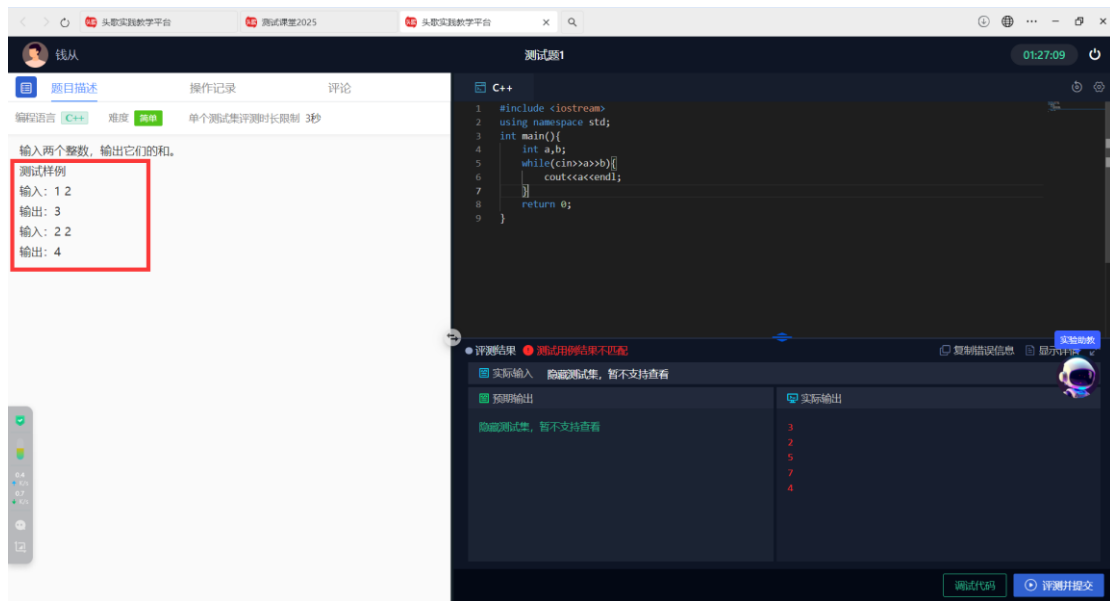 头歌实践教学平台 测试课堂2025 头歌实践教学平台
钱从 测试题1 01:27:09
题目描述 操作记录 评论
编程语言 C++ 难度 简单 单个测试集评测时长限制 3秒
输入两个整数，输出它们的和。
测试样例
输入：1 2
输出：3
输入：2 2
输出：4
C++
1 #include <iostream>
2 using namespace std;
3 int main(){
4 int a,b;
5 while(cin>>a>>b){
6 cout<<a<<endl;
7 }
8 return 0;
9 }
实验助教
评测结果 测试用例结果不匹配 复制错误信息
实际输入 隐藏测试集，暂不支持查看
预期输出 实际输出
隐藏测试集，暂不支持查看
3
2
5
7
4
调试代码 评测并提交